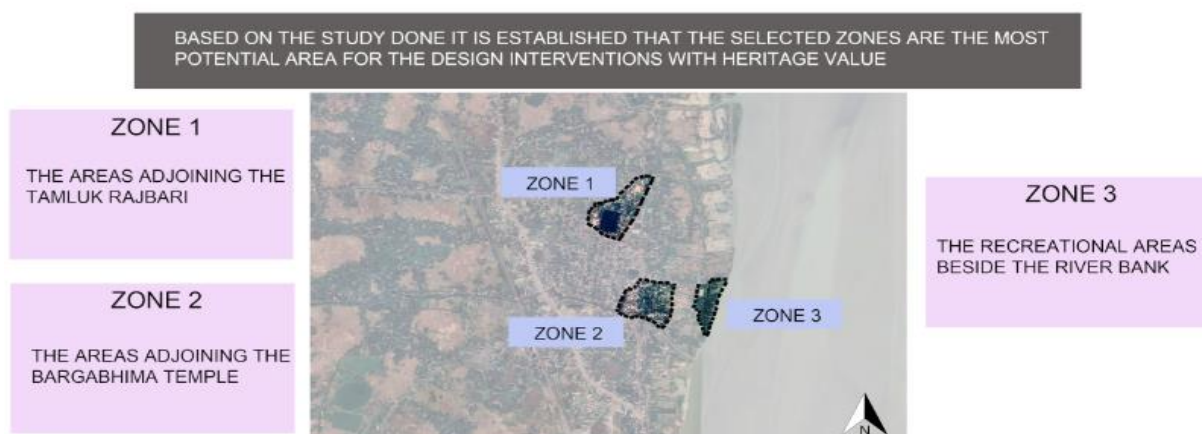 BASED ON THE STUDY DONE IT IS ESTABLISHED THAT THE SELECTED ZONES ARE THE MOST
POTENTIAL AREA FOR THE DESIGN INTERVENTIONS WITH HERITAGE VALUE
ZONE 1
THE AREAS ADJOINING THE
TAMLUK RAJBARI
ZONE 2
THE AREAS ADJOINING THE
BARGABHIMA TEMPLE
ZONE 1
ZONE 2
ZONE 3
N
ZONE 3
THE RECREATIONAL AREAS
BESIDE THE RIVER BANK